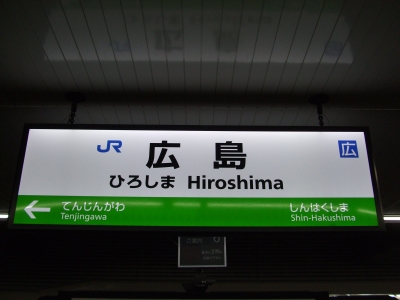 JR 広島 広
ひろしま Hiroshima
← てんじんがわ しんはくしま
Tenjingawa Shin-Hakushima